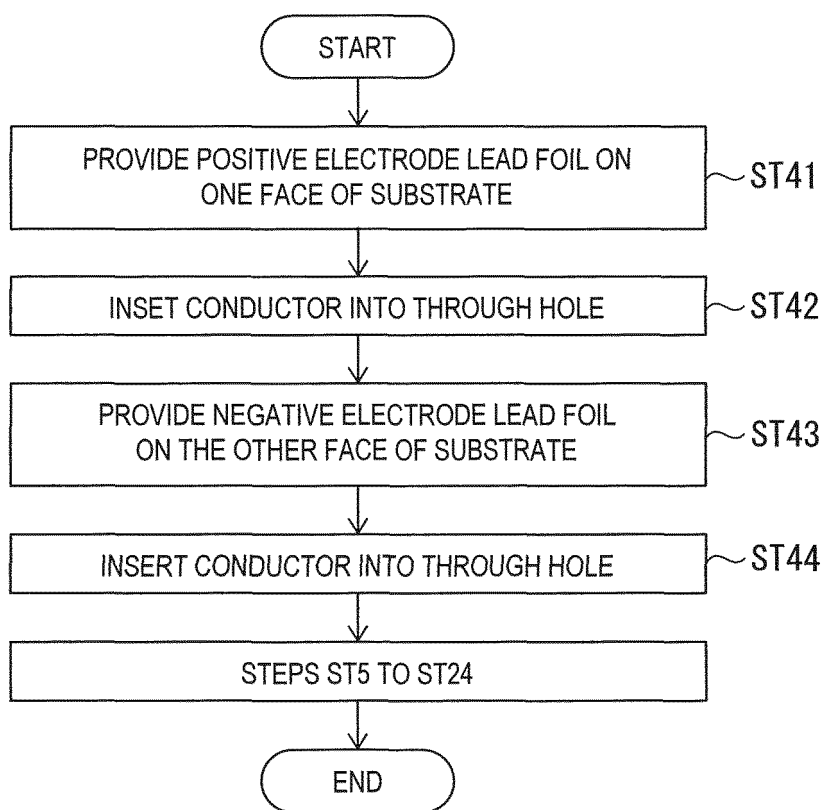 START
PROVIDE POSITIVE ELECTRODE LEAD FOIL ON
ONE FACE OF SUBSTRATE
ST41
INSET CONDUCTOR INTO THROUGH HOLE
ST42
PROVIDE NEGATIVE ELECTRODE LEAD FOIL
ON THE OTHER FACE OF SUBSTRATE
ST43
INSERT CONDUCTOR INTO THROUGH HOLE
ST44
STEPS ST5 TO ST24
END